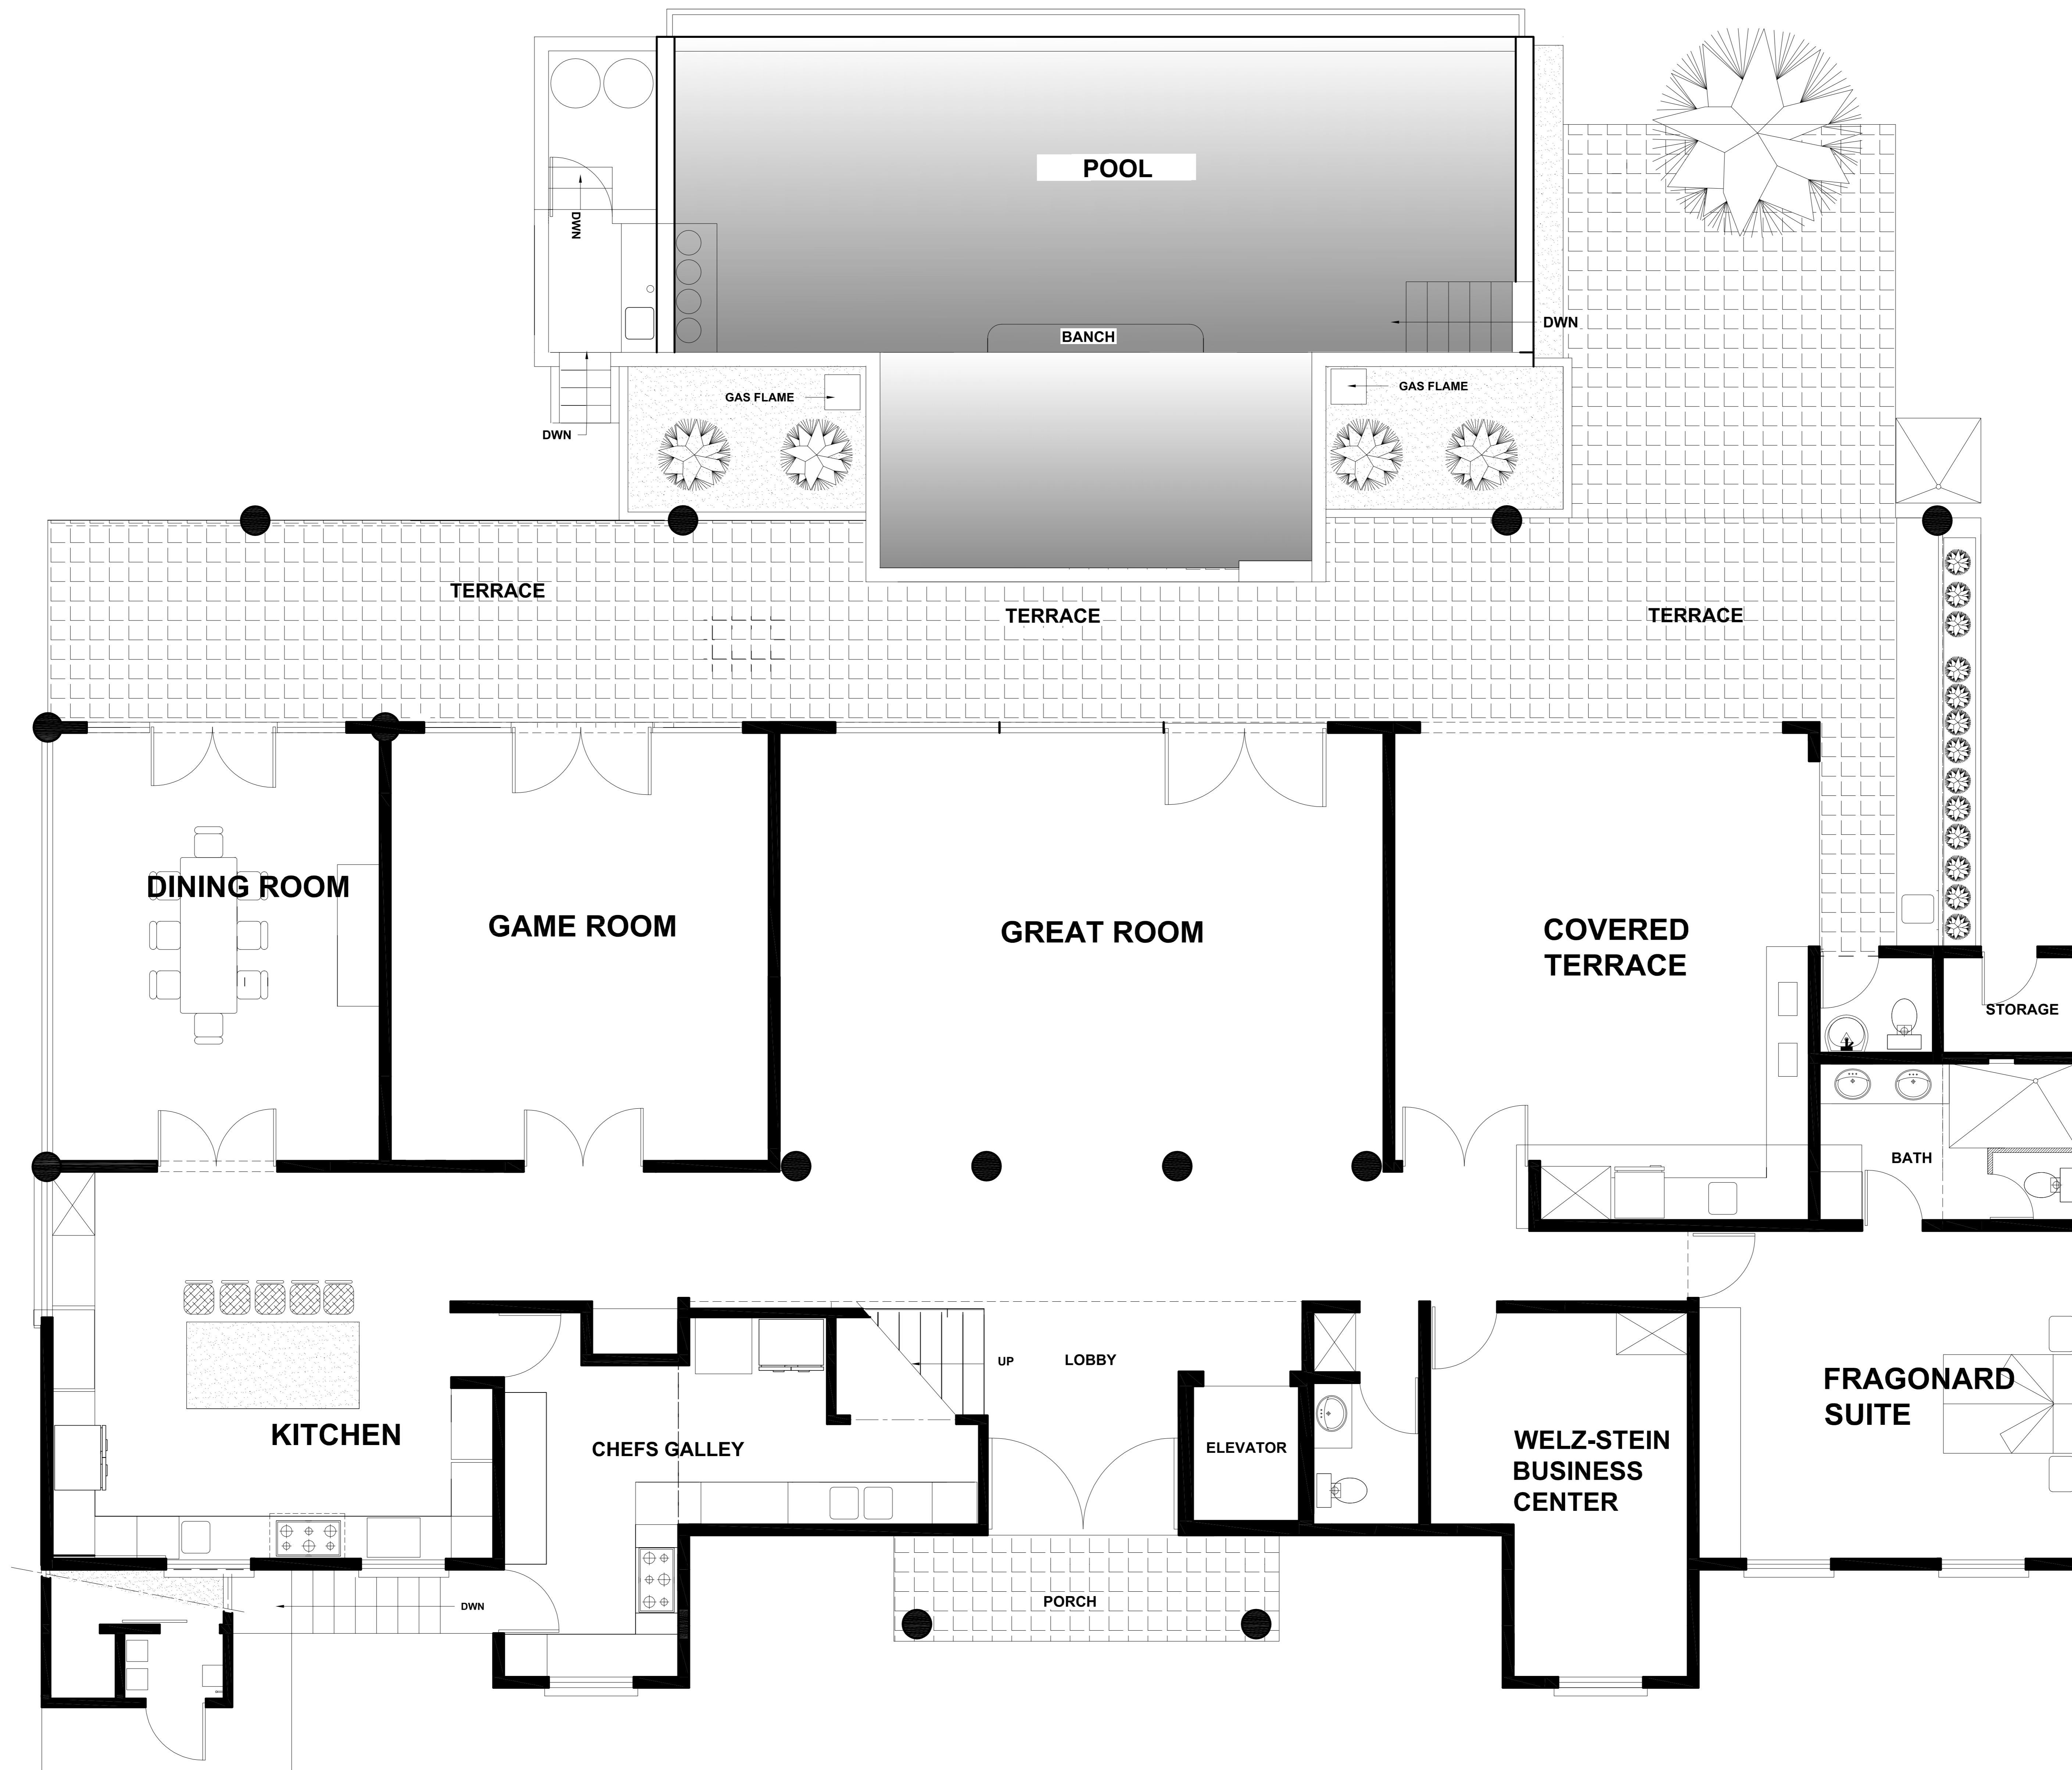 POOL
DWN
BANCH
DWN
GAS FLAME
GAS FLAME
DWN
TERRACE
TERRACE
TERRACE
DINING ROOM
GAME ROOM
GREAT ROOM
COVERED
TERRACE
STORAGE
BATH
UP
LOBBY
KITCHEN
CHEFS GALLEY
ELEVATOR
WELZ-STEIN
BUSINESS
CENTER
FRAGONARD
SUITE
DWN
PORCH